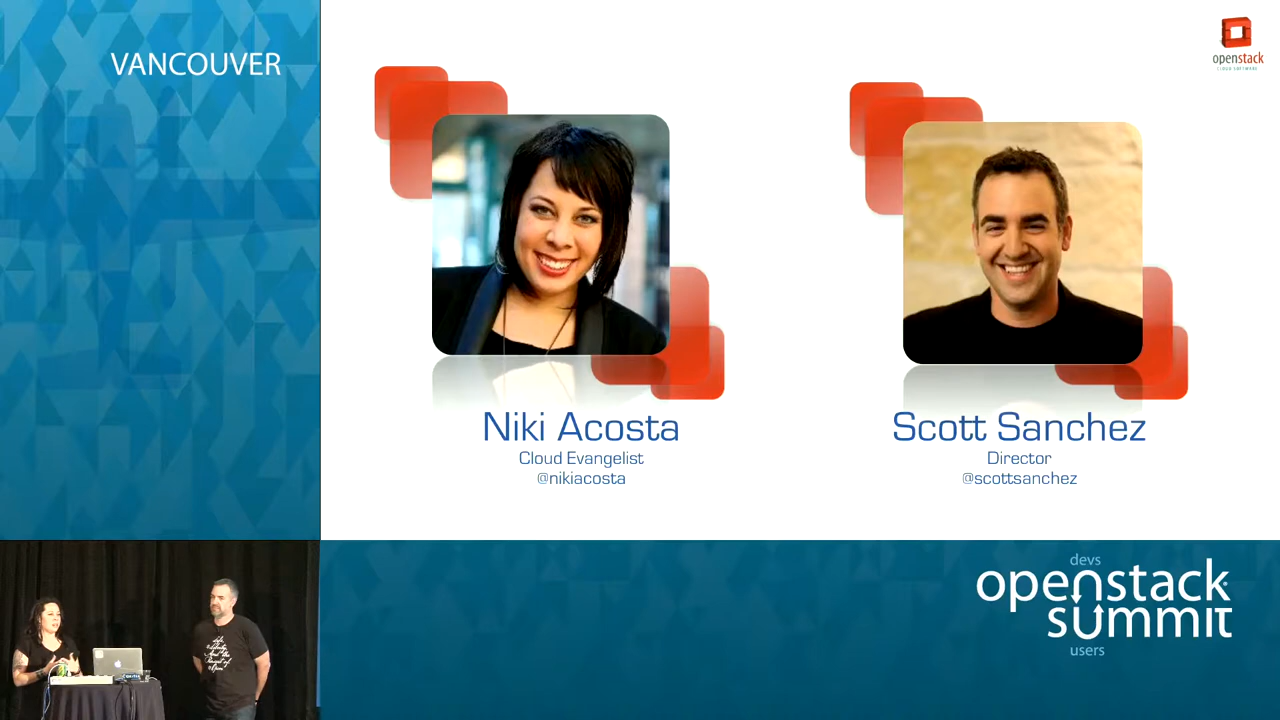 VANCOUVER
openstack
CLOUD SOFTWARE
Niki Acosta
Cloud Evangelist
@nikiacosta
Scott Sanchez
Director
@scottsanchez
devs
openstack
summit
users